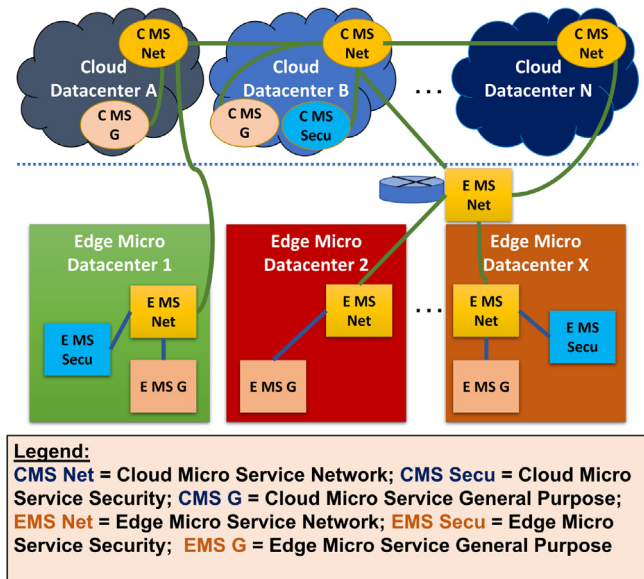 C MS
Net
C MS
Net
C MS
Net
Cloud
Datacenter A
Cloud
Datacenter B
Cloud
Datacenter N
...
C MS
G
C MS
G
C MS
Secu
E MS
Net
Edge Micro
Datacenter 1
Edge Micro
Datacenter 2
Edge Micro
Datacenter X
E MS
Net
E MS
Net
...
E MS
Net
E MS
Secu
E MS
Secu
E MS G
E MS G
E MS G
Legend:
CMS Net = Cloud Micro Service Network; CMS Secu = Cloud Micro
Service Security; CMS G = Cloud Micro Service General Purpose;
EMS Net = Edge Micro Service Network; EMS Secu = Edge Micro
Service Security; EMS G = Edge Micro Service General Purpose